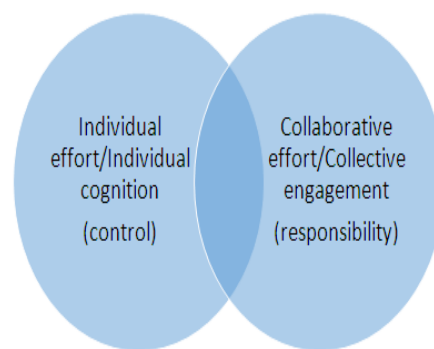 Individual
effort/Individual
cognition
(control)
Collaborative
effort/Collective
engagement
(responsibility)